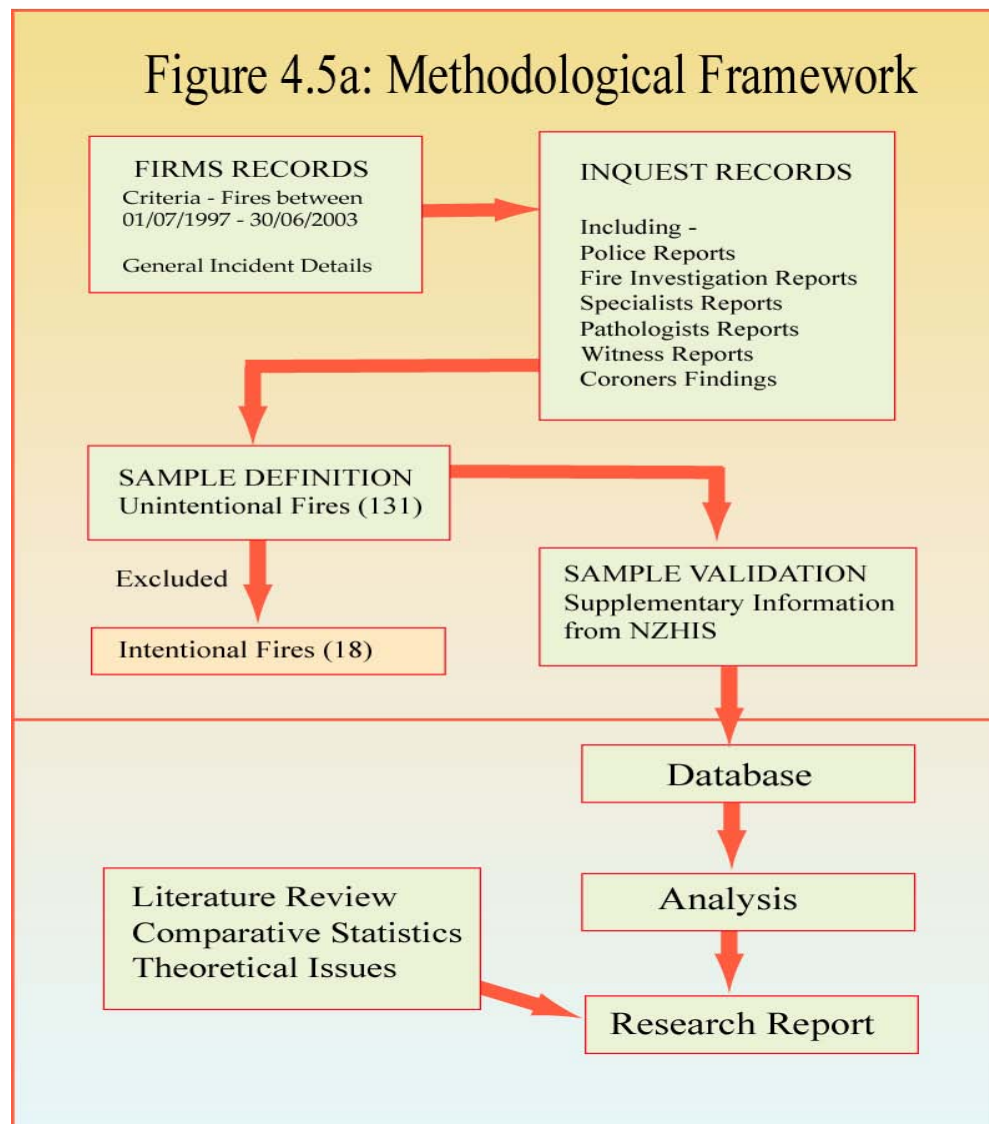 Figure 4.5a: Methodological Framework
FIRMS RECORDS
Criteria - Fires between
01/07/1997 - 30/06/2003
General Incident Details
INQUEST RECORDS
Including -
Police Reports
Fire Investigation Reports
Specialists Reports
Pathologists Reports
Witness Reports
Coroners Findings
SAMPLE DEFINITION
Unintentional Fires (131)
Excluded
Intentional Fires (18)
SAMPLE VALIDATION
Supplementary Information
from NZHIS
Database
Analysis
Literature Review
Comparative Statistics
Theoretical Issues
Research Report